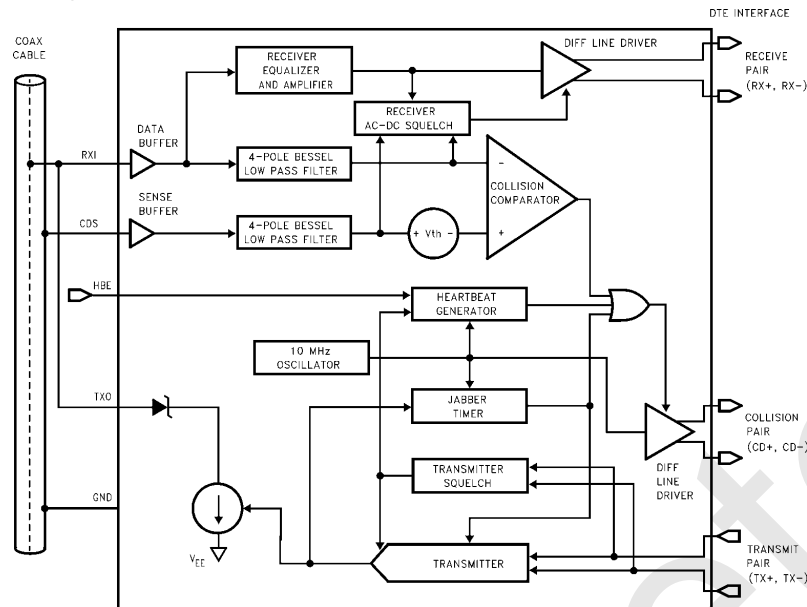 DTE INTERFACE
COAX
CABLE
RECEIVER
EQUALIZER
AND AMPLIFIER
DIFF LINE DRIVER
RECEIVE
PAIR
(RX+, RX-)
RECEIVER
AC-DC SQUELCH
DATA
BUFFER
RXI
4-POLE BESSEL
LOW PASS FILTER
-
COLLISION
COMPARATOR
SENSE
BUFFER
CDS
4-POLE BESSEL
LOW PASS FILTER
+ Vth -
+
HBE
HEARTBEAT
GENERATOR
10 MHz
OSCILLATOR
TXO
JABBER
TIMER
COLLISION
PAIR
(CD+, CD-)
TRANSMITTER
SQUELCH
DIFF
LINE
DRIVER
GND
VEE
TRANSMITTER
TRANSMIT
PAIR
(TX+, TX-)